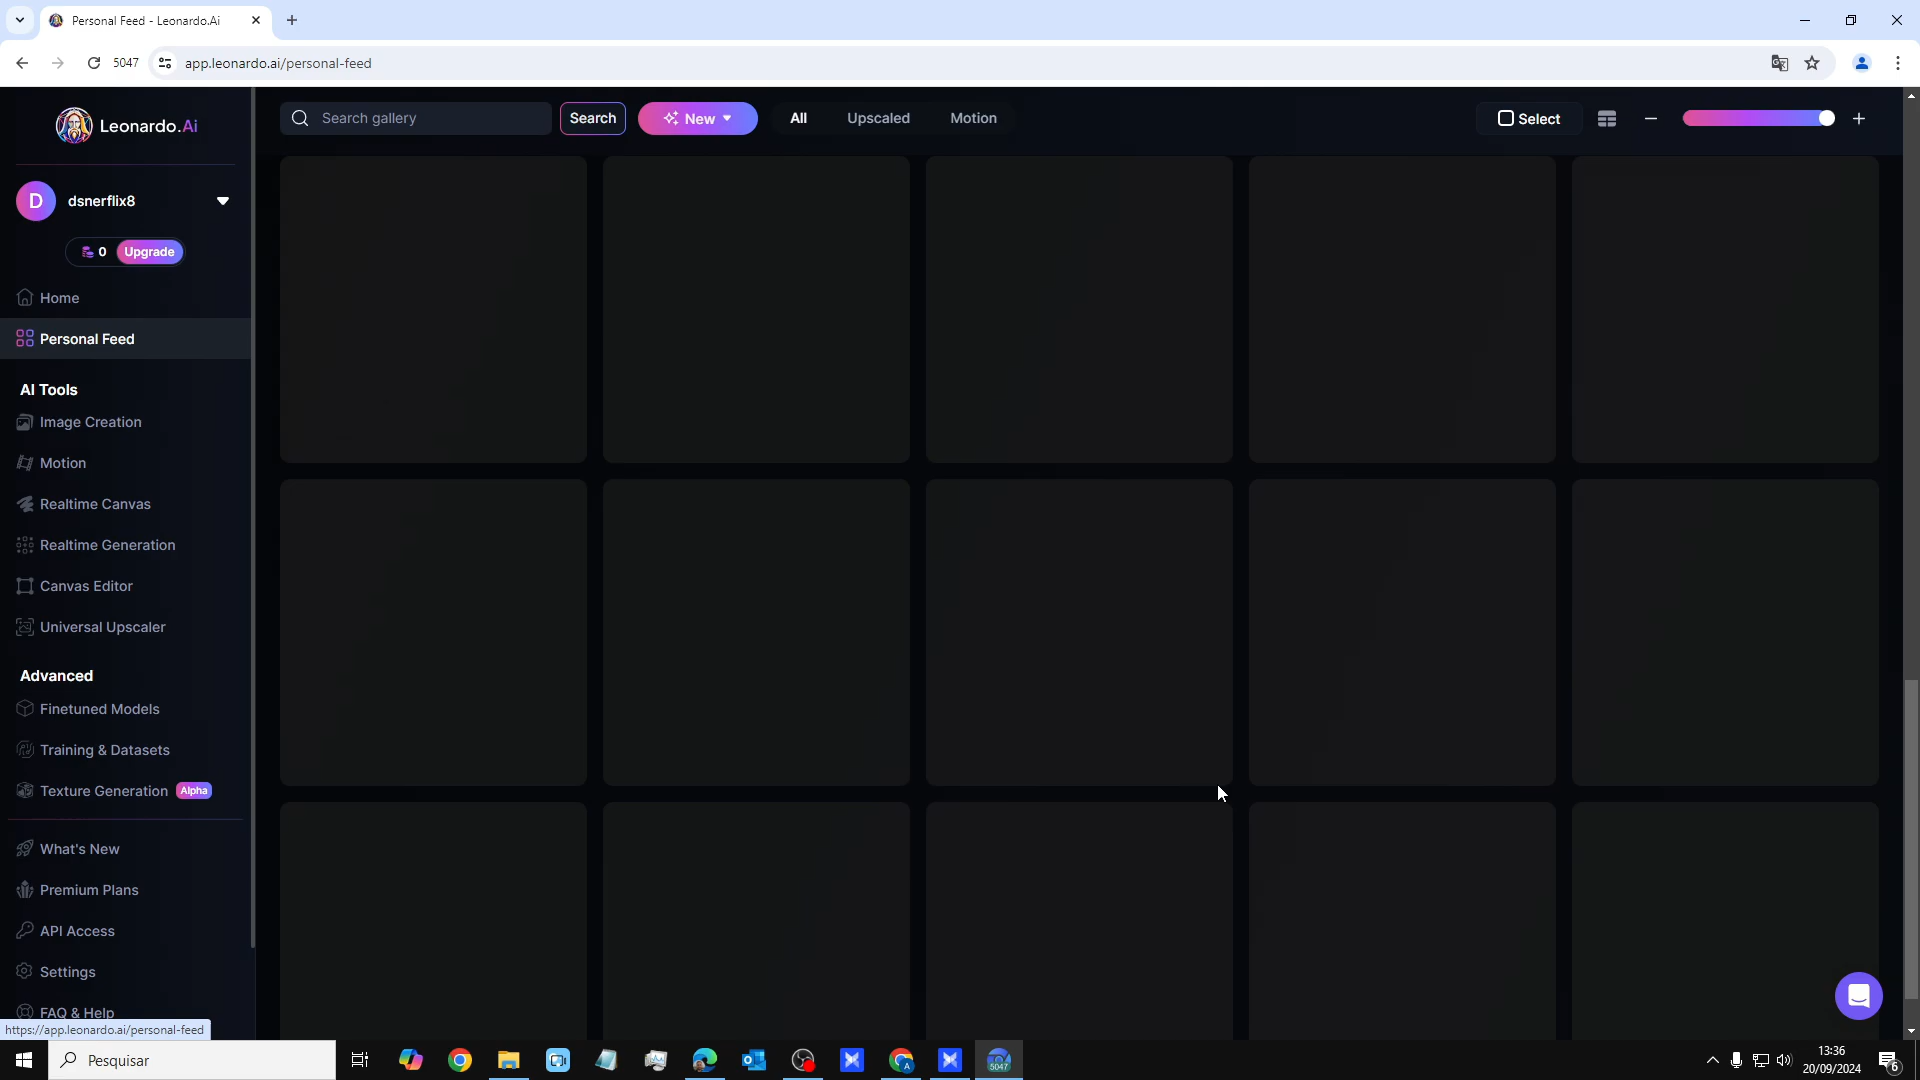 Personal Feed - Leonardo.Ai
5047
app.leonardo.ai/personal-feed
Leonardo.Ai
Search gallery
Search
New
All
Upscaled
Motion
Select
D
dsnerflix8
0
Upgrade
Home
Personal Feed
AI Tools
Image Creation
Motion
Realtime Canvas
Realtime Generation
Canvas Editor
Universal Upscaler
Advanced
Finetuned Models
Training & Datasets
Texture Generation Alpha
What's New
Premium Plans
API Access
Settings
FAQ & Help
https://app.leonardo.ai/personal-feed
Pesquisar
A
5047
13:36
20/09/2024
6